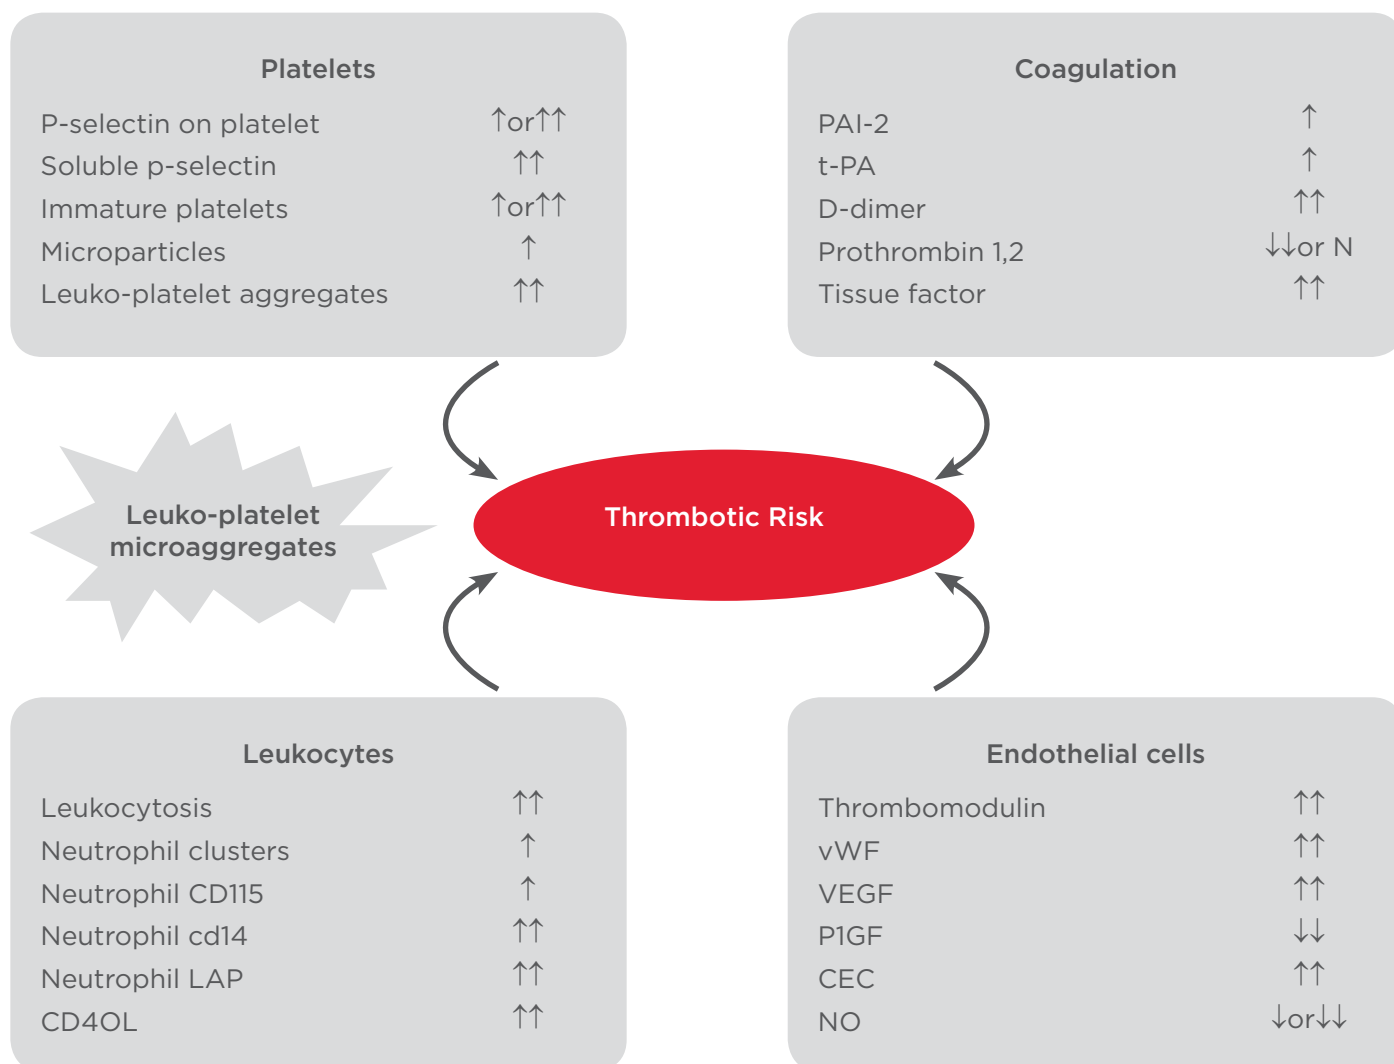 Platelets
P-selectin on platelet ↑or↑↑
Soluble p-selectin ↑↑
Immature platelets ↑or↑↑
Microparticles ↑
Leuko-platelet aggregates ↑↑
Coagulation
PAI-2 ↑
t-PA ↑
D-dimer ↑↑
Prothrombin 1,2 ↓↓or N
Tissue factor ↑↑
Leuko-platelet
microaggregates
Thrombotic Risk
Leukocytes
Leukocytosis ↑↑
Neutrophil clusters ↑
Neutrophil CD115 ↑
Neutrophil cd14 ↑↑
Neutrophil LAP ↑↑
CD4OL ↑↑
Endothelial cells
Thrombomodulin ↑↑
vWF ↑↑
VEGF ↑↑
P1GF ↓↓
CEC ↑↑
NO ↓or↓↓